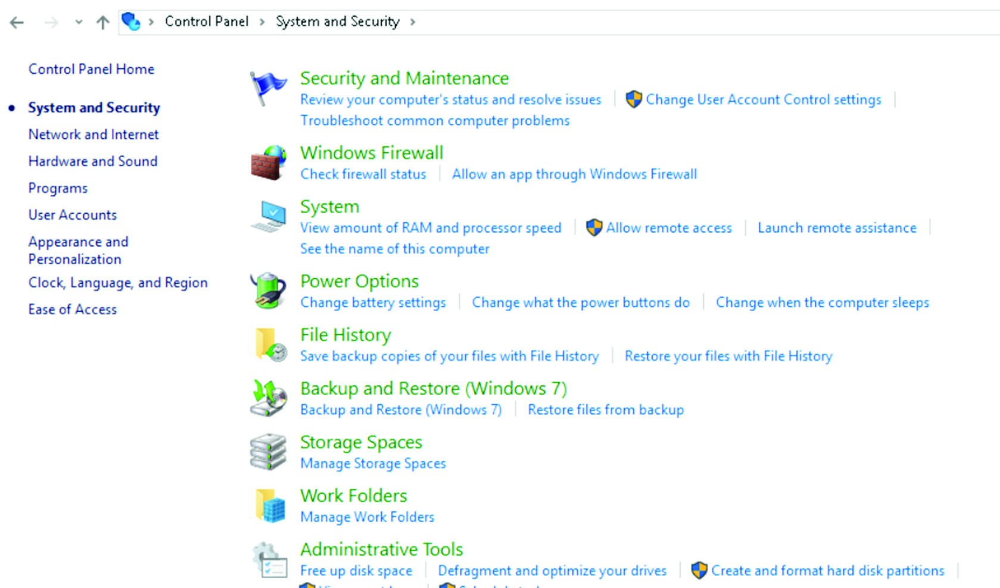 Control Panel > System and Security >
Control Panel Home
System and Security
Network and Internet
Hardware and Sound
Programs
User Accounts
Appearance and
Personalization
Clock, Language, and Region
Ease of Access
Security and Maintenance
Review your computer's status and resolve issues | Change User Account Control settings |
Troubleshoot common computer problems
Windows Firewall
Check firewall status | Allow an app through Windows Firewall
System
View amount of RAM and processor speed | Allow remote access | Launch remote assistance |
See the name of this computer
Power Options
Change battery settings | Change what the power buttons do | Change when the computer sleeps
File History
Save backup copies of your files with File History | Restore your files with File History
Backup and Restore (Windows 7)
Backup and Restore (Windows 7) | Restore files from backup
Storage Spaces
Manage Storage Spaces
Work Folders
Manage Work Folders
Administrative Tools
Free up disk space | Defragment and optimize your drives | Create and format hard disk partitions |